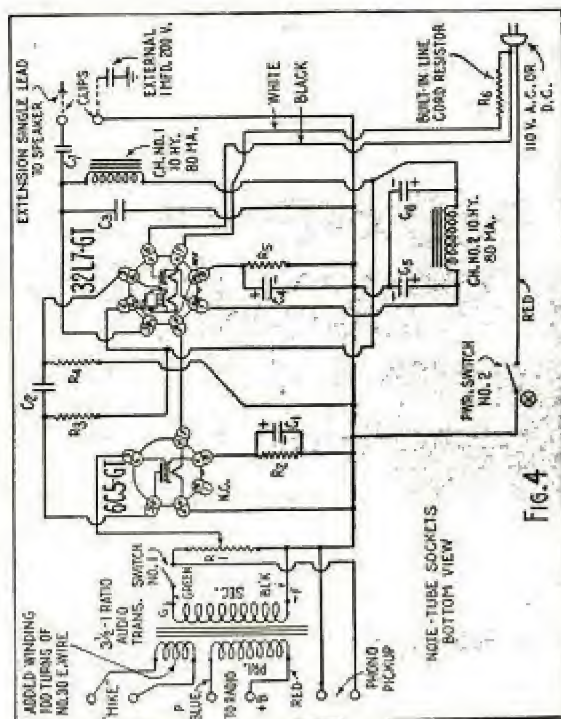 EXTENSION SINGLE LEAD
TO SPEAKER
CLIPS
EXTERNAL
1 MFD. 200 V.
WHITE
BLACK
BUILT-IN LINE
CORD RESISTOR
R6
110 V. A.C. OR
D.C.
CH. NO.1
10 HY.
80 MA.
C3
32L7-GT
C2
R4
R3
R5
C4
C5
C6
CH. NO.2 10 HY.
80 MA.
RED
PWR. SWITCH
NO. 2
6C5-GT
N.C.
R2
C1
R1
SWITCH
NO. 1
3½-1 RATIO
AUDIO
TRANS.
G
GREEN
SEC.
BLK
-F
ADDED WINDING
100 TURNS OF
NO.30 E. WIRE
MIKE
P
BLUE
TO RADIO
+B
RED
PRI.
PHONO
PICKUP
NOTE-TUBE SOCKETS
BOTTOM VIEW
FIG. 4